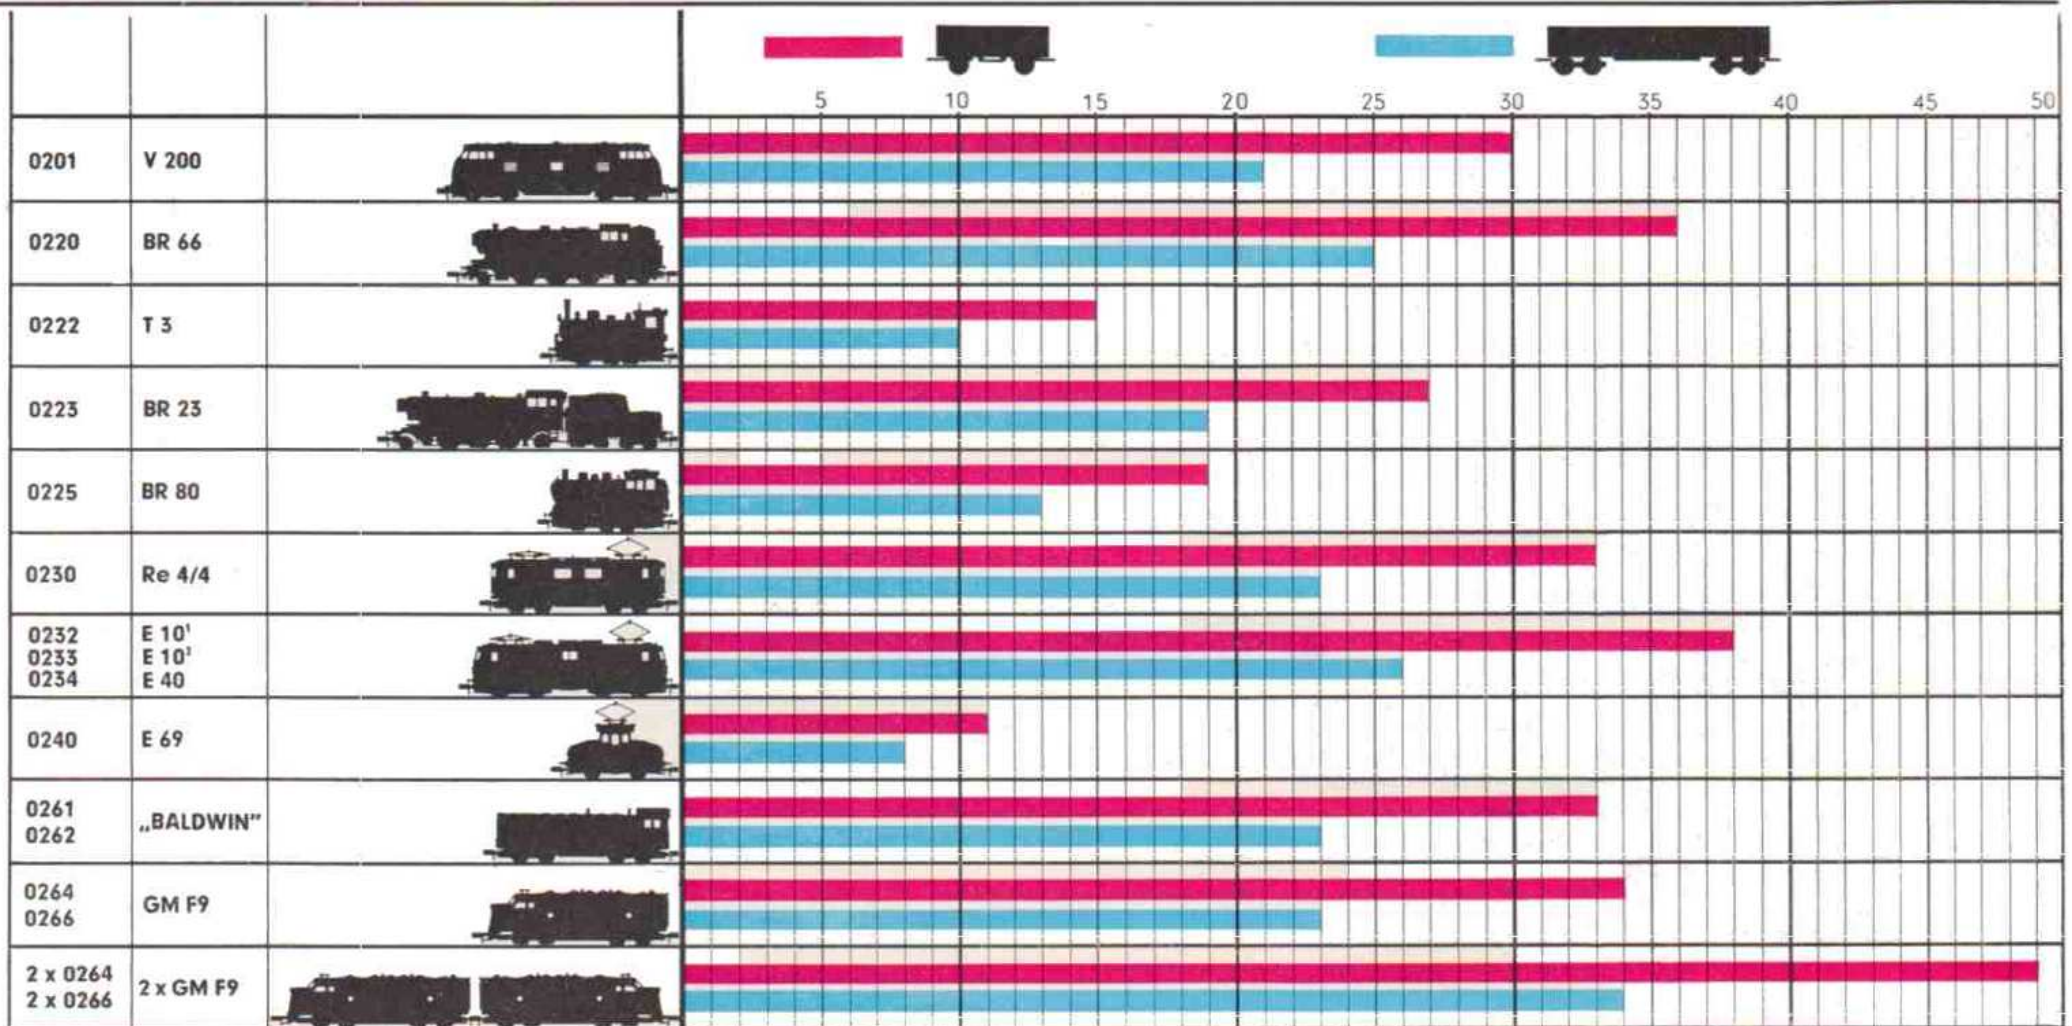 5 10 15 20 25 30 35 40 45 50
0201 V 200
0220 BR 66
0222 T 3
0223 BR 23
0225 BR 80
0230 Re 4/4
0232 E 10¹
0233 E 10³
0234 E 40
0240 E 69
0261
0262
„BALDWIN"
0264
0266
GM F9
2 x 0264
2 x 0266
2 x GM F9